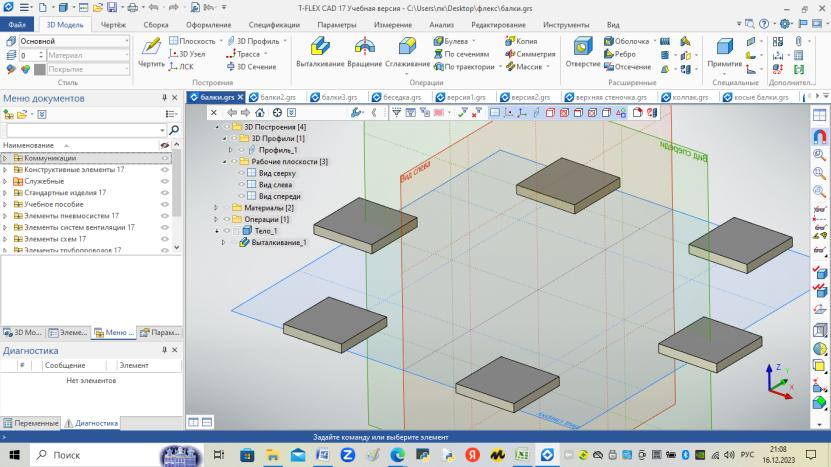 T-FLEX CAD 17 Учебная версия - C:\Users\пк\Desktop\флекс\балки.grs
Файл 3D Модель Чертёж Сборка Оформление Спецификации Параметры Измерение Анализ Редактирование Инструменты Вид
Основной
0 Материал
Покрытие
Стиль
Чертить
Плоскость 3D Профиль
3D Узел Трасса
ЛСК 3D Сечение
Построения
Выталкивание Вращение Сглаживание
Булева Копия
По сечениям Симметрия
По траектории Массив
Операции
Отверстие
Оболочка
Ребро
Отсечение
Расширенные
Примитив
Специальные
Дополнител...
Меню документов
Наименование
Коммуникации
Конструктивные элементы 17
Служебные
Стандартные изделия 17
Учебное пособие
Элементы пневмосистем 17
Элементы систем вентиляции 17
Элементы схем 17
Элементы трубопроводов 17
3D Мо... Элеме... Меню ... Парам...
Диагностика
# Сообщение Элемент
Нет элементов
Переменные Диагностика
балки.grs балки2.grs балки3.grs беседка.grs версия1.grs версия2.grs верхняя стеночка.grs колпак.grs косые балки.grs
3D Построения [4]
3D Профили [1]
Профиль_1
Рабочие плоскости [3]
Вид сверху
Вид слева
Вид спереди
Материалы [2]
Операции [1]
Тело_1
Выталкивание_1
Вид слева
Вид спереди
Вид сверху
Z
Y
X
> Задайте команду или выберите элемент
Поиск
РУС
21:08
16.12.2023